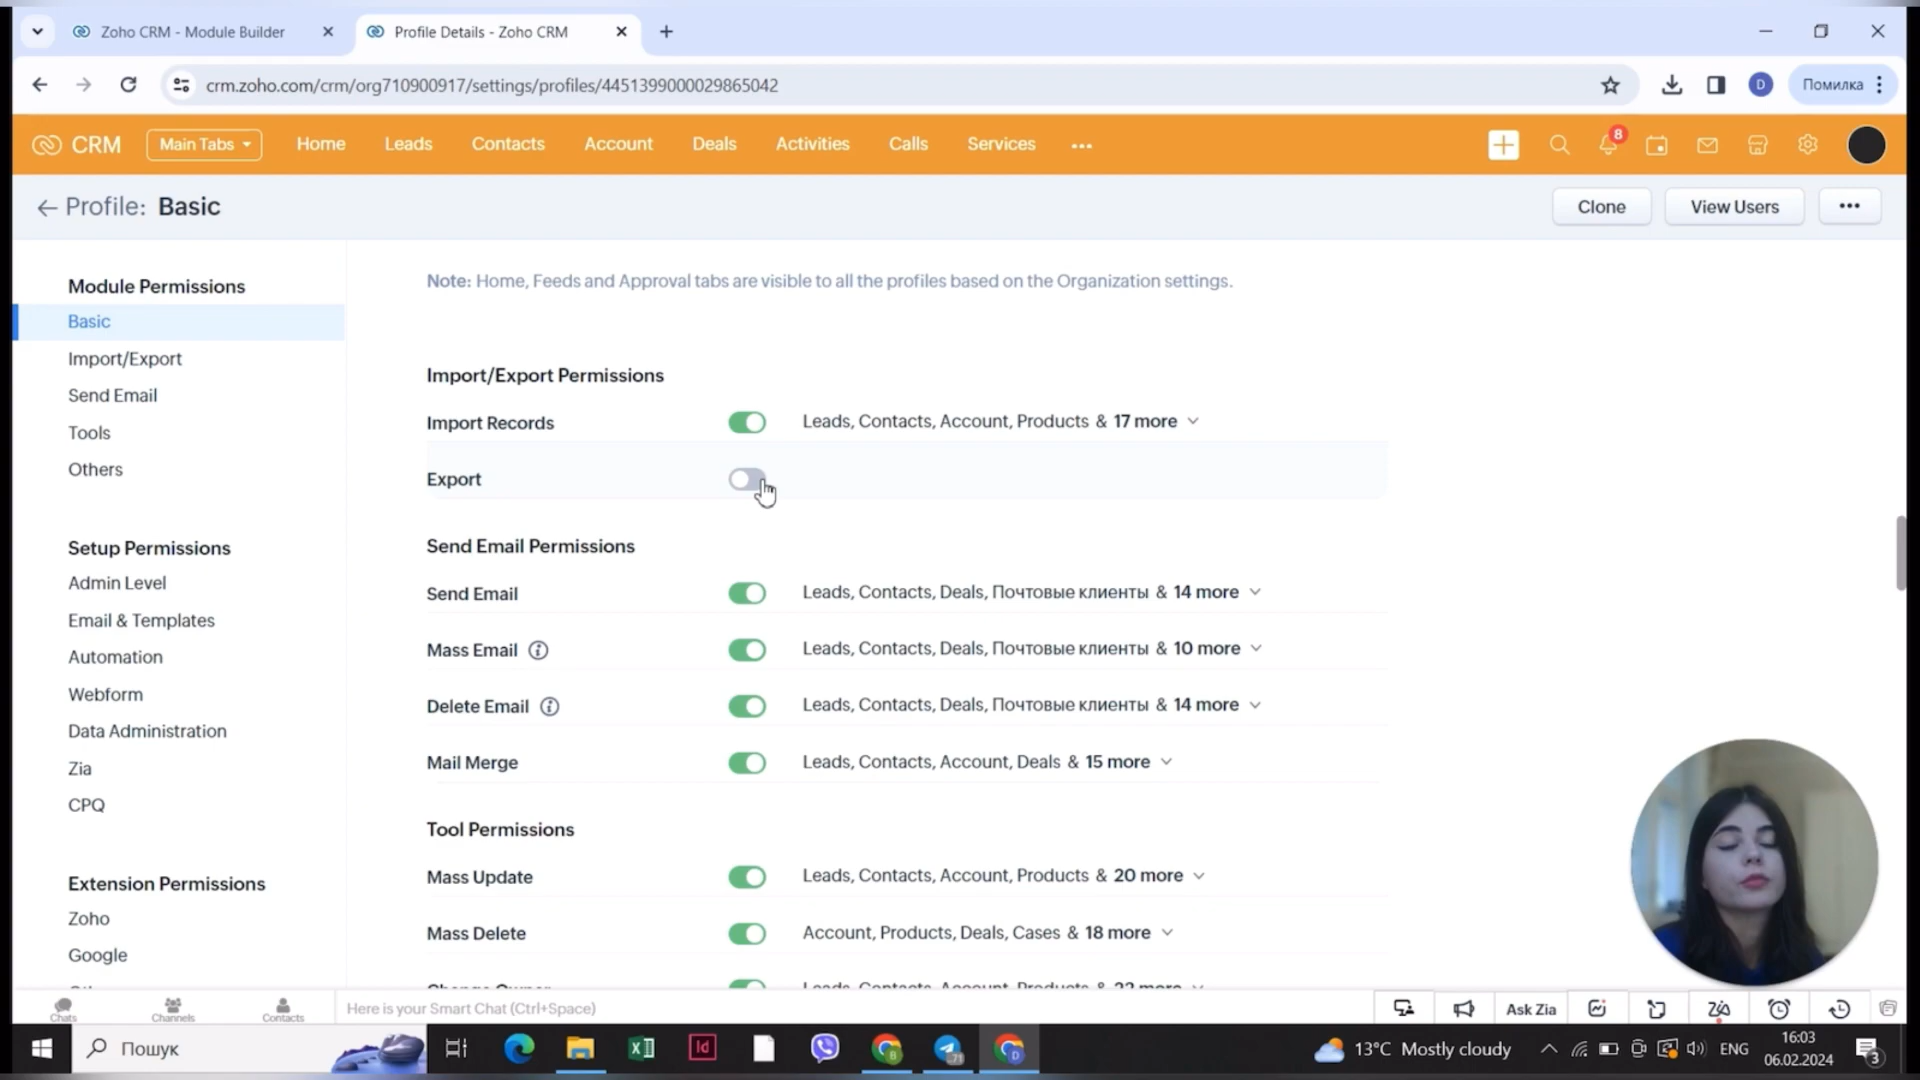 Zoho CRM - Module Builder
Profile Details - Zoho CRM
crm.zoho.com/crm/org710900917/settings/profiles/4451399000029865042
D
Помилка
CRM
Main Tabs
Home
Leads
Contacts
Account
Deals
Activities
Calls
Services
8
Profile: Basic
Clone
View Users
Module Permissions
Basic
Import/Export
Send Email
Tools
Others
Setup Permissions
Admin Level
Email & Templates
Automation
Webform
Data Administration
Zia
CPQ
Extension Permissions
Zoho
Google
Note: Home, Feeds and Approval tabs are visible to all the profiles based on the Organization settings.
Import/Export Permissions
Import Records
Leads, Contacts, Account, Products & 17 more
Export
Send Email Permissions
Send Email
Leads, Contacts, Deals, Почтовые клиенты & 14 more
Mass Email
Leads, Contacts, Deals, Почтовые клиенты & 10 more
Delete Email
Leads, Contacts, Deals, Почтовые клиенты & 14 more
Mail Merge
Leads, Contacts, Account, Deals & 15 more
Tool Permissions
Mass Update
Leads, Contacts, Account, Products & 20 more
Mass Delete
Account, Products, Deals, Cases & 18 more
Chats
Channels
Contacts
Here is your Smart Chat (Ctrl+Space)
Ask Zia
Пошук
Id
B
71
D
13°C Mostly cloudy
ENG
16:03
06.02.2024
3